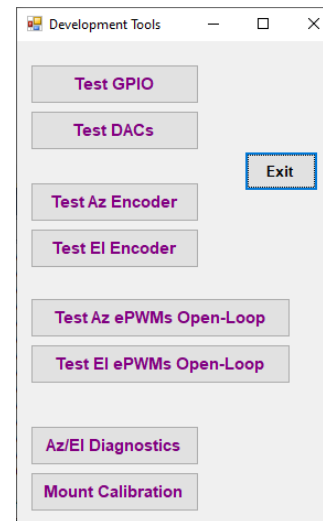 Development Tools
Test GPIO
Test DACs
Exit
Test Az Encoder
Test El Encoder
Test Az ePWMs Open-Loop
Test El ePWMs Open-Loop
Az/El Diagnostics
Mount Calibration